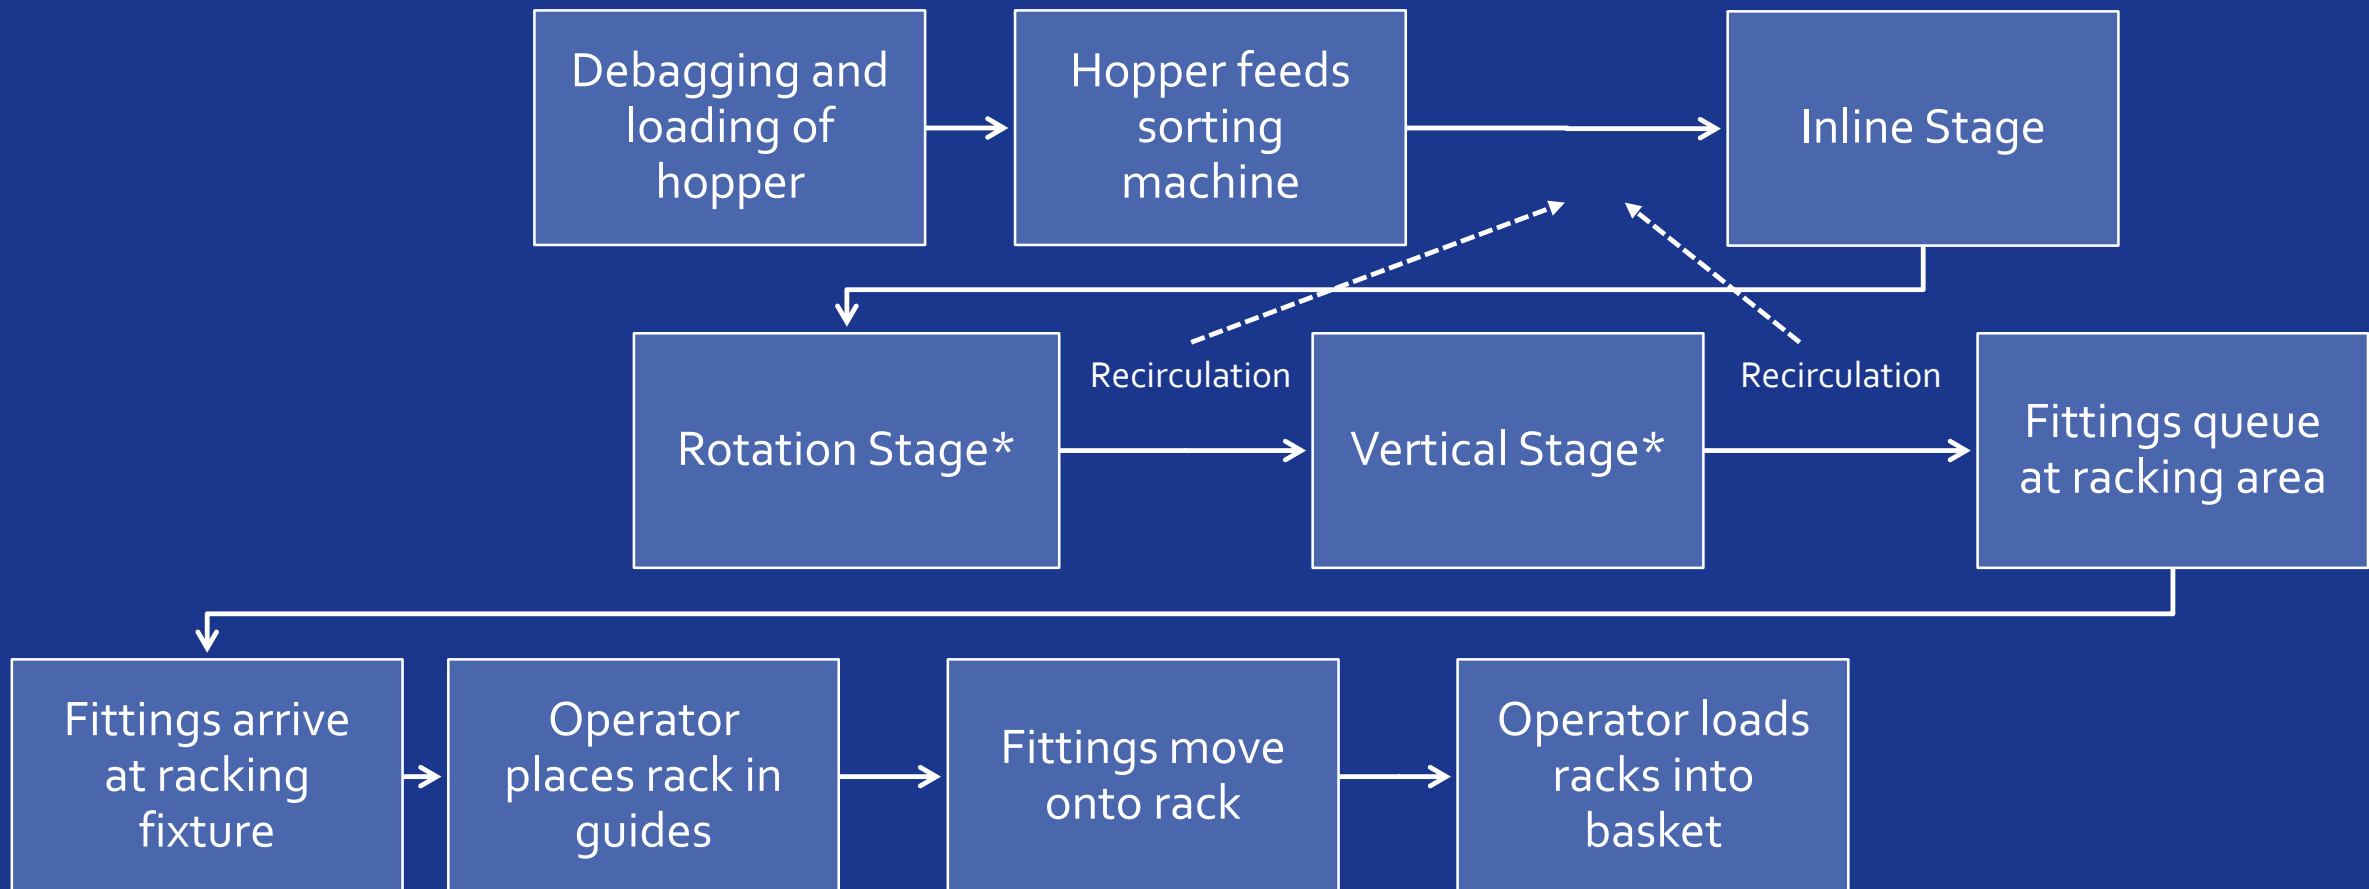 Debagging and
loading of
hopper
Hopper feeds
sorting
machine
Inline Stage
Rotation Stage*
Recirculation
Vertical Stage*
Recirculation
Fittings queue
at racking area
Fittings arrive
at racking
fixture
Operator
places rack in
guides
Fittings move
onto rack
Operator loads
racks into
basket